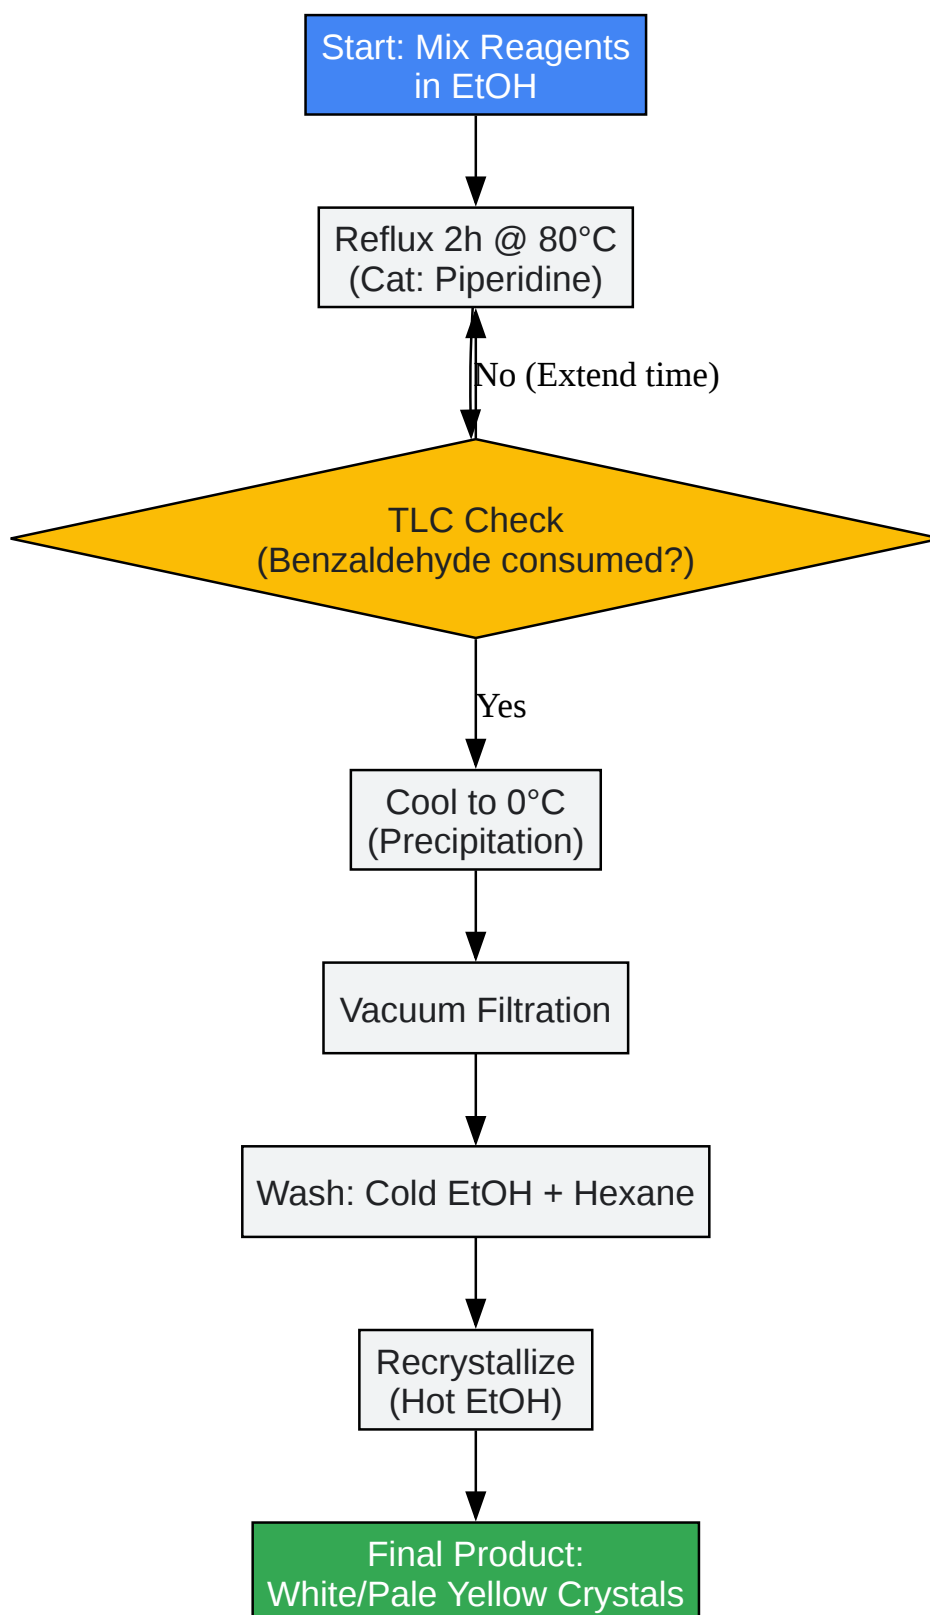 Start: Mix Reagents
in EtOH
Reflux 2h @ 80°C
(Cat: Piperidine)
No (Extend time)
TLC Check
(Benzaldehyde consumed?)
Yes
Cool to 0°C
(Precipitation)
Vacuum Filtration
Wash: Cold EtOH + Hexane
Recrystallize
(Hot EtOH)
Final Product:
White/Pale Yellow Crystals